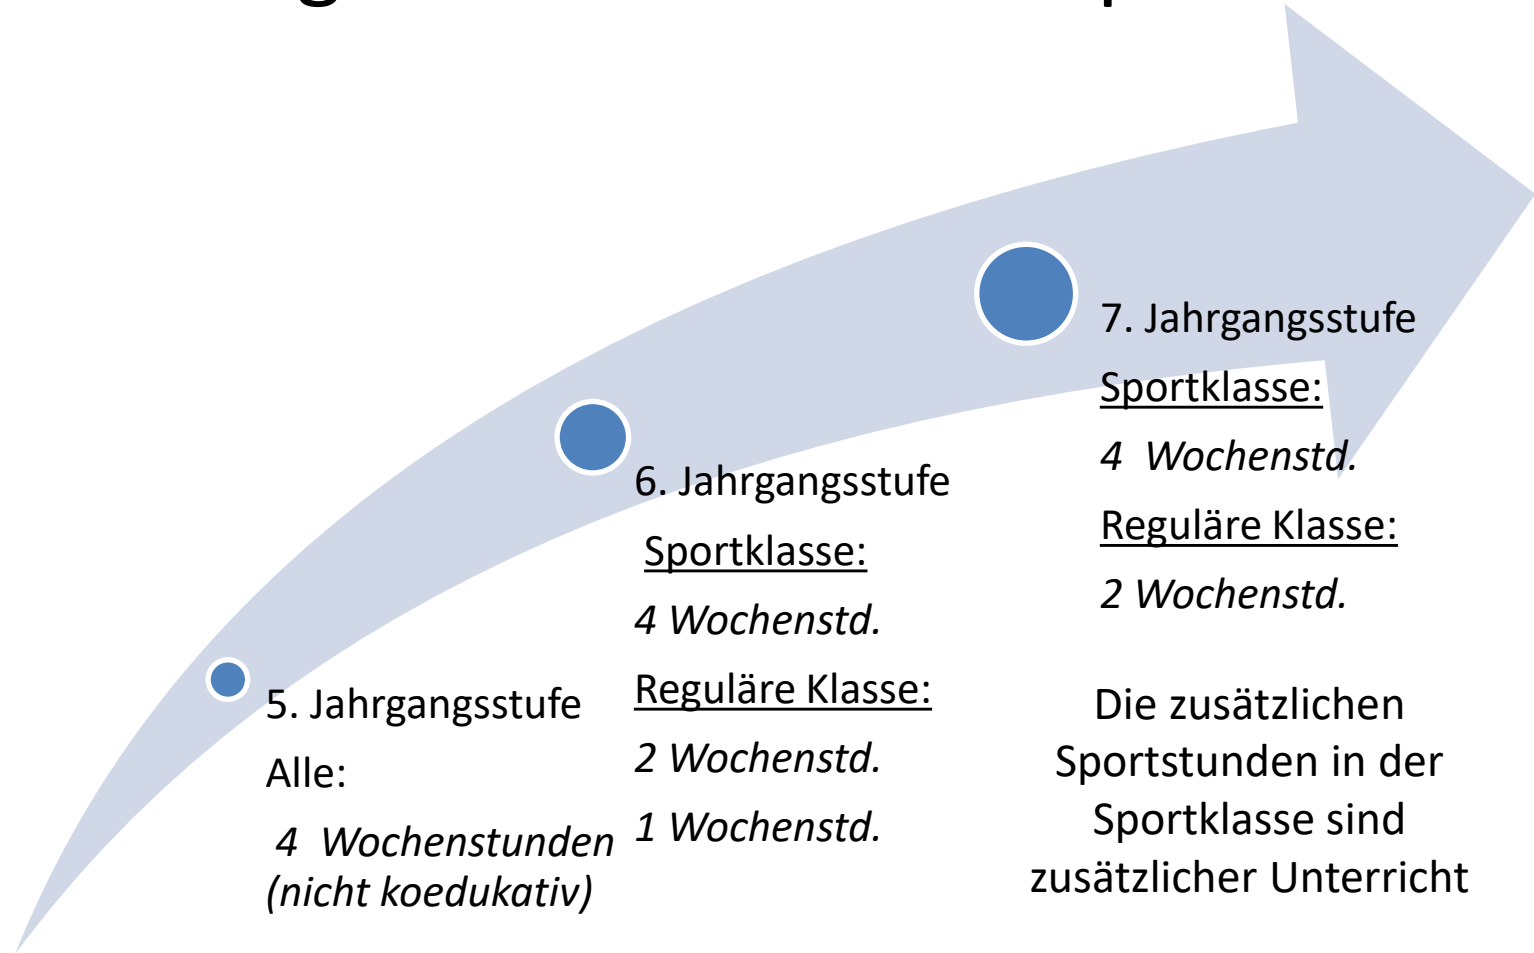 5. Jahrgangsstufe
Alle:
4 Wochenstunden
(nicht koedukativ)
6. Jahrgangsstufe
Sportklasse:
4 Wochenstd.
Reguläre Klasse:
2 Wochenstd.
1 Wochenstd.
7. Jahrgangsstufe
Sportklasse:
4 Wochenstd.
Reguläre Klasse:
2 Wochenstd.
Die zusätzlichen
Sportstunden in der
Sportklasse sind
zusätzlicher Unterricht